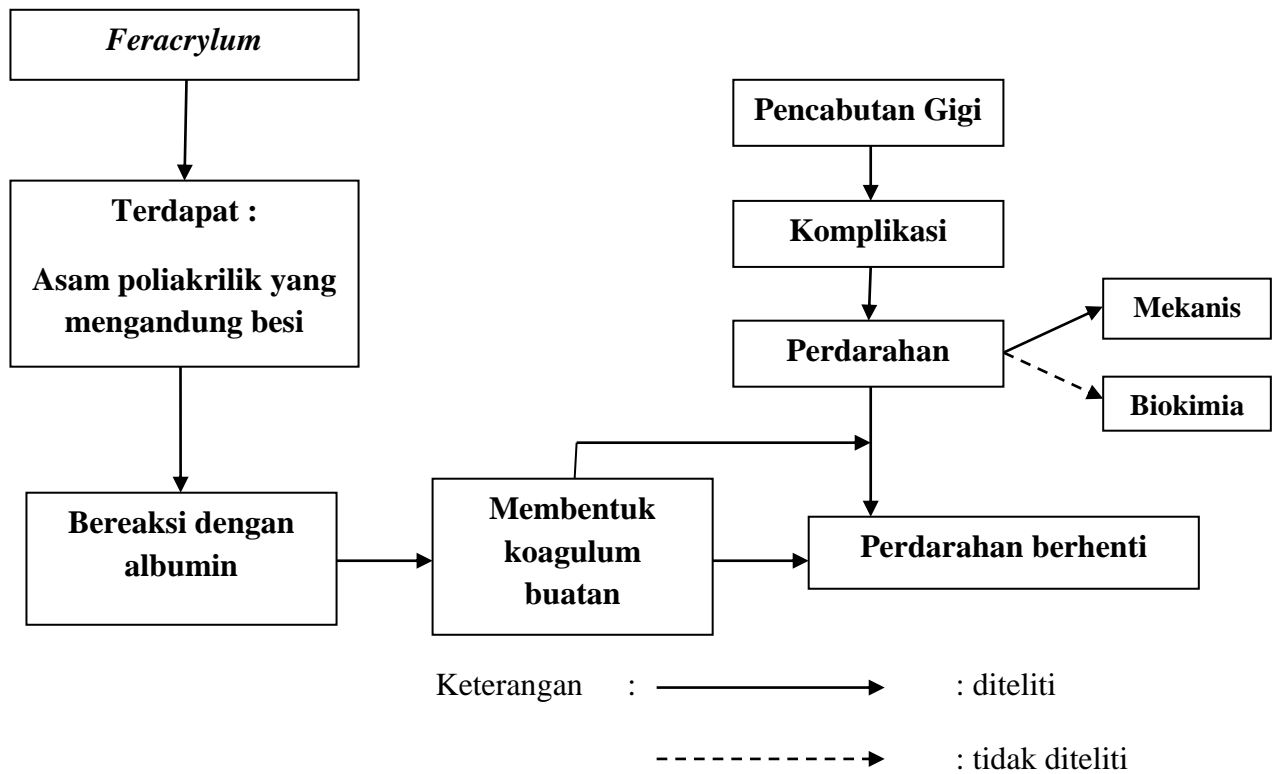 Feracrylum
Terdapat :
Asam poliakrilik yang
mengandung besi
Bereaksi dengan
albumin
Membentuk
koagulum
buatan
Pencabutan Gigi
Komplikasi
Perdarahan
Mekanis
Biokimia
Perdarahan berhenti
Keterangan : : diteliti
: tidak diteliti